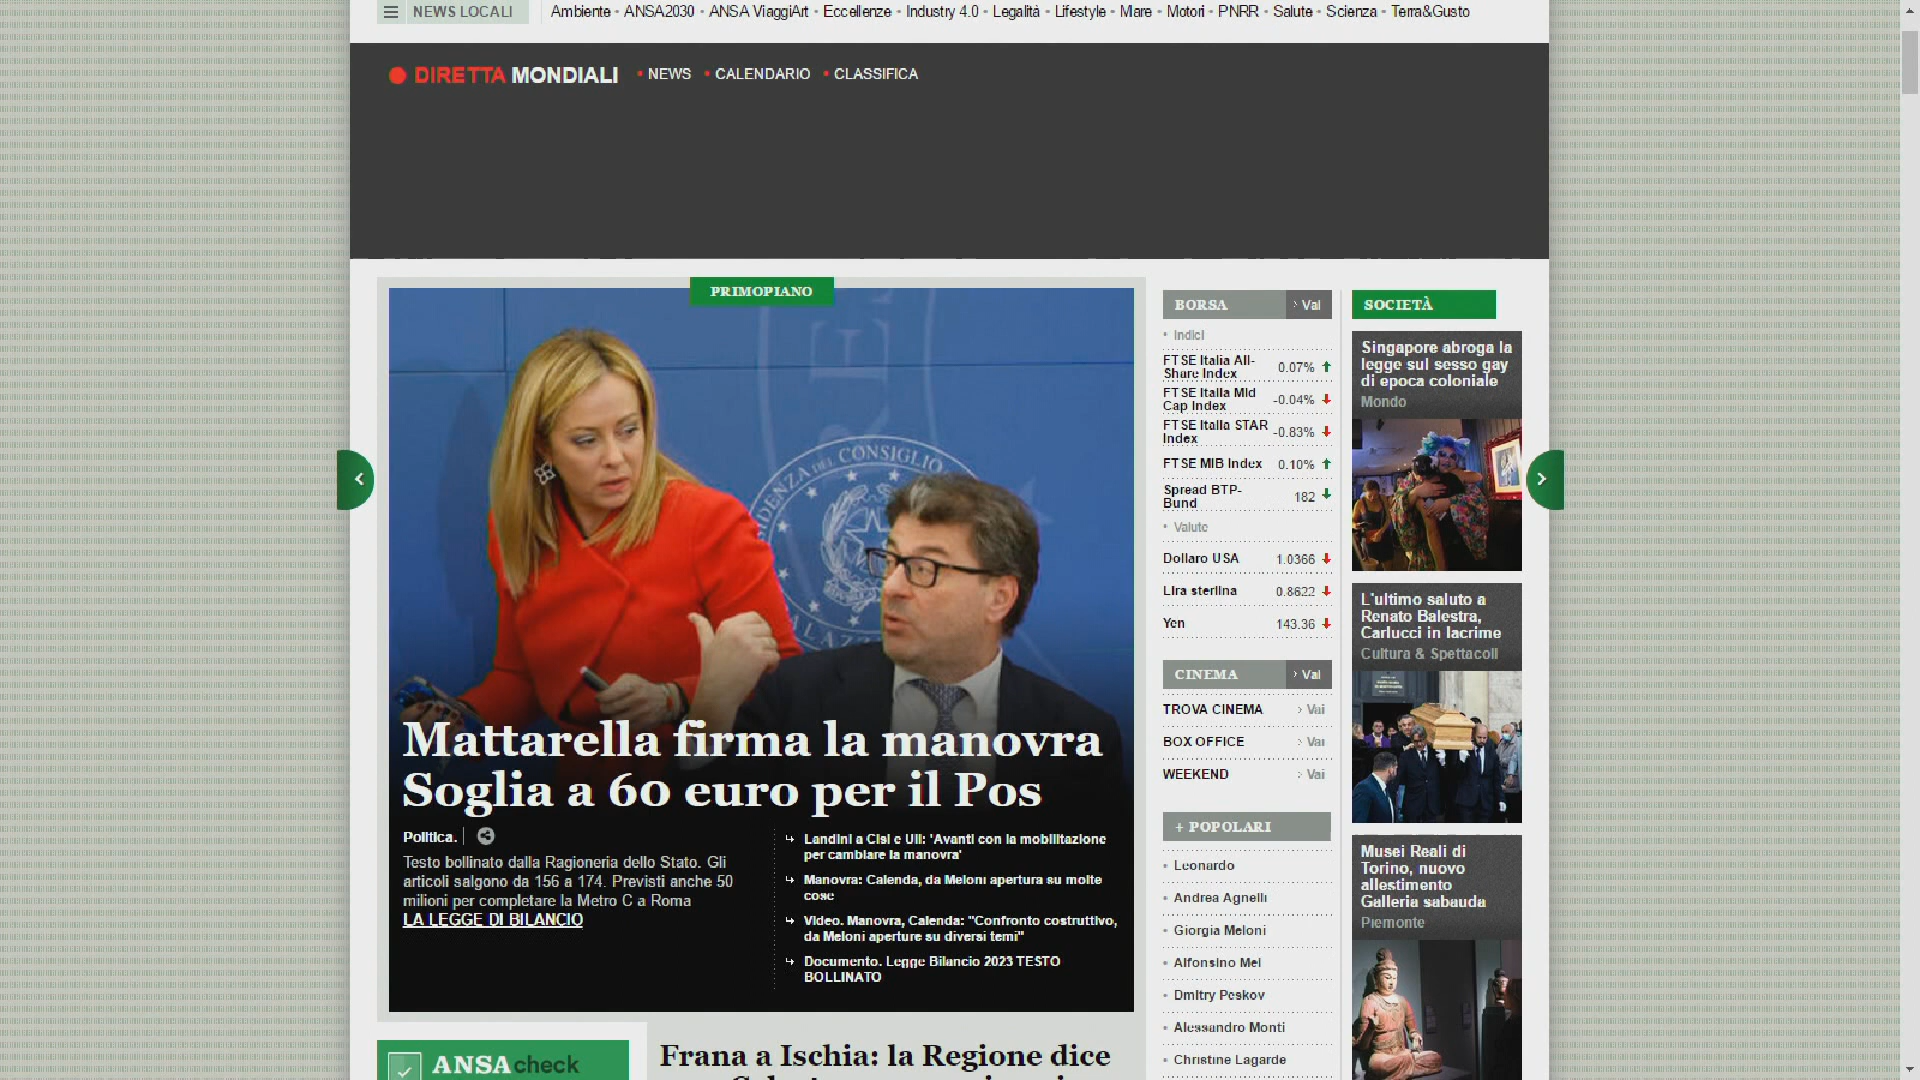 NEWS LOCALI
Ambiente • ANSA2030 • ANSA ViaggiArt • Eccellenze • Industry 4.0 • Legalità • Lifestyle • Mare • Motori • PNRR • Salute • Scienza • Terra&Gusto
DIRETTA MONDIALI • NEWS • CALENDARIO • CLASSIFICA
PRIMOPIANO
PRESIDENZA DEL CONSIGLIO
Mattarella firma la manovra
Soglia a 60 euro per il Pos
Politica.
Testo bollinato dalla Ragioneria dello Stato. Gli
articoli salgono da 156 a 174. Previsti anche 50
milioni per completare la Metro C a Roma
LA LEGGE DI BILANCIO
Landini a Cisl e Uil: 'Avanti con la mobilitazione
per cambiare la manovra'
Manovra: Calenda, da Meloni apertura su molte
cose
Video. Manovra, Calenda: "Confronto costruttivo,
da Meloni aperture su diversi temi"
Documento. Legge Bilancio 2023 TESTO
BOLLINATO
ANSA check
Frana a Ischia: la Regione dice
BORSA › Vai
• Indici
FTSE Italia All-
Share Index 0.07%
FTSE Italia Mid
Cap Index -0.04%
FTSE Italia STAR
Index -0.83%
FTSE MIB Index 0.10%
Spread BTP-
Bund 182
• Valute
Dollaro USA 1.0366
Lira sterlina 0.8622
Yen 143.36
CINEMA › Vai
TROVA CINEMA › Vai
BOX OFFICE › Vai
WEEKEND › Vai
+ POPOLARI
• Leonardo
• Andrea Agnelli
• Giorgia Meloni
• Alfonsino Mei
• Dmitry Peskov
• Alessandro Monti
• Christine Lagarde
SOCIETÀ
Singapore abroga la
legge sul sesso gay
di epoca coloniale
Mondo
L'ultimo saluto a
Renato Balestra,
Carlucci in lacrime
Cultura & Spettacoli
Musei Reali di
Torino, nuovo
allestimento
Galleria sabauda
Piemonte